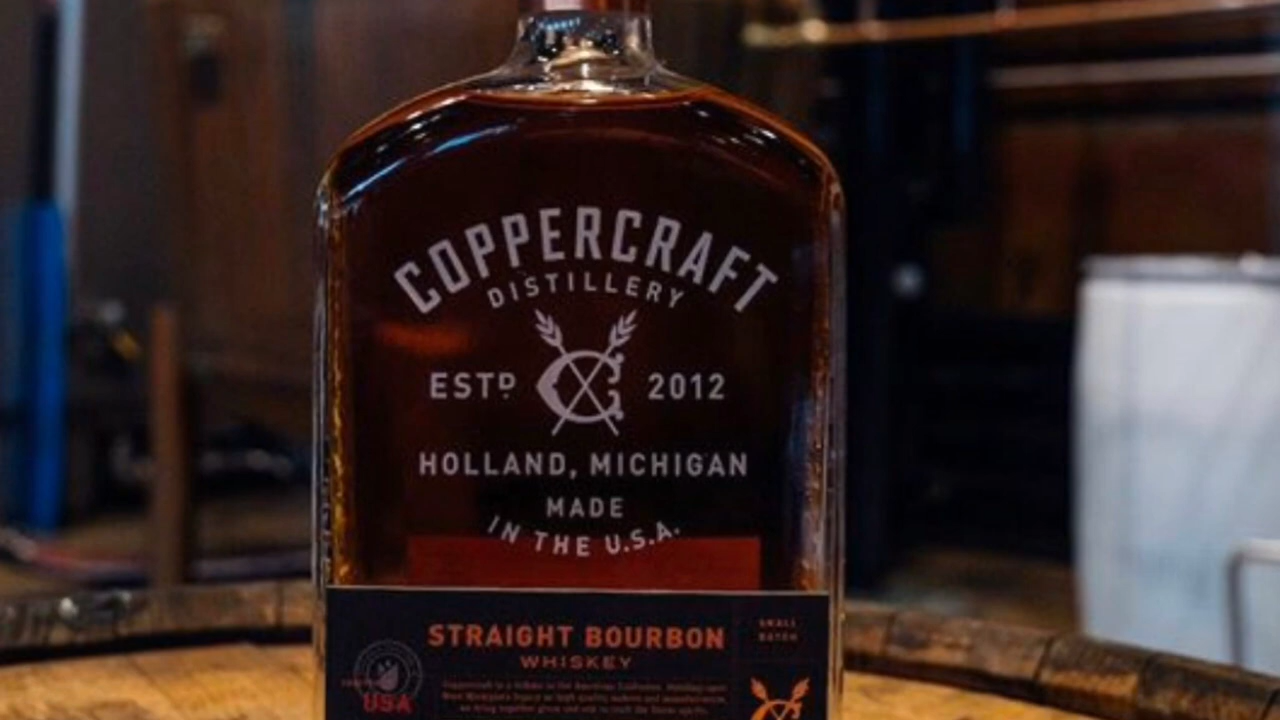 COPPERCRAFT
DISTILLERY
ESTD 2012
HOLLAND, MICHIGAN
MADE
IN THE U.S.A.
STRAIGHT BOURBON
WHISKEY
SMALL
BATCH
USA